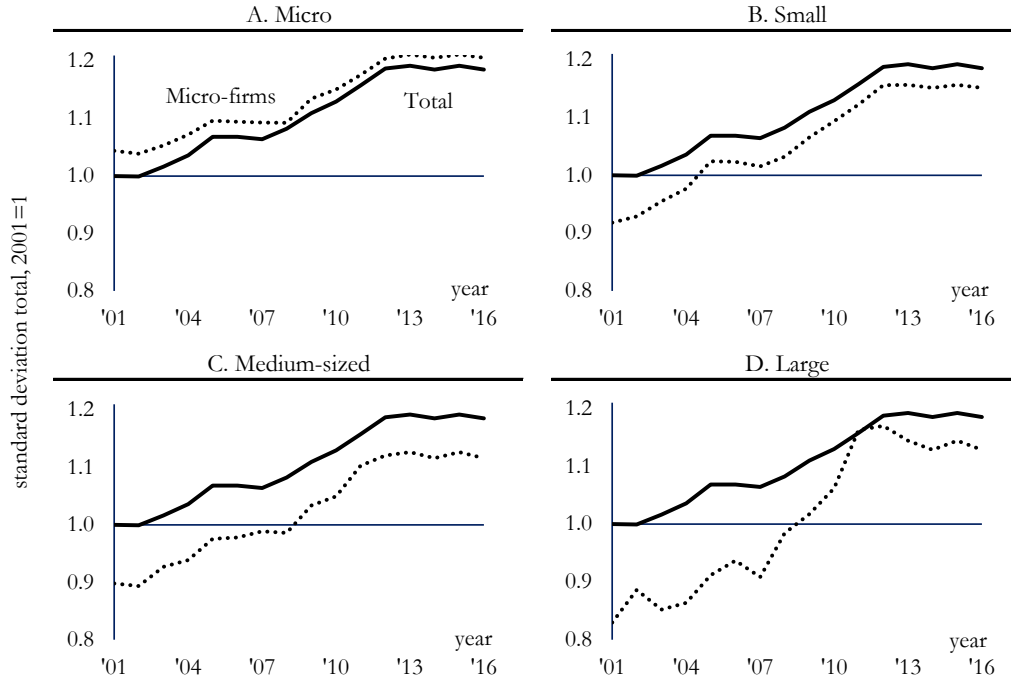 standard deviation total, 2001=1
A. Micro
1.2
1.1
1.0
0.9
0.8
Micro-firms
Total
year
'01 '04 '07 '10 '13 '16
B. Small
1.2
1.1
1.0
0.9
0.8
year
'01 '04 '07 '10 '13 '16
C. Medium-sized
1.2
1.1
1.0
0.9
0.8
year
'01 '04 '07 '10 '13 '16
D. Large
1.2
1.1
1.0
0.9
0.8
year
'01 '04 '07 '10 '13 '16